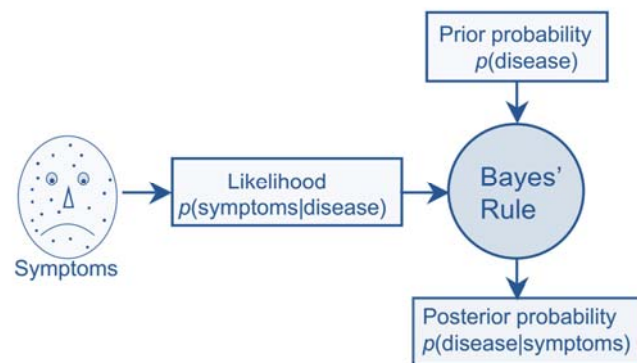 Prior probability
p(disease)
Likelihood
p(symptoms|disease)
Bayes’
Rule
Symptoms
Posterior probability
p(disease|symptoms)